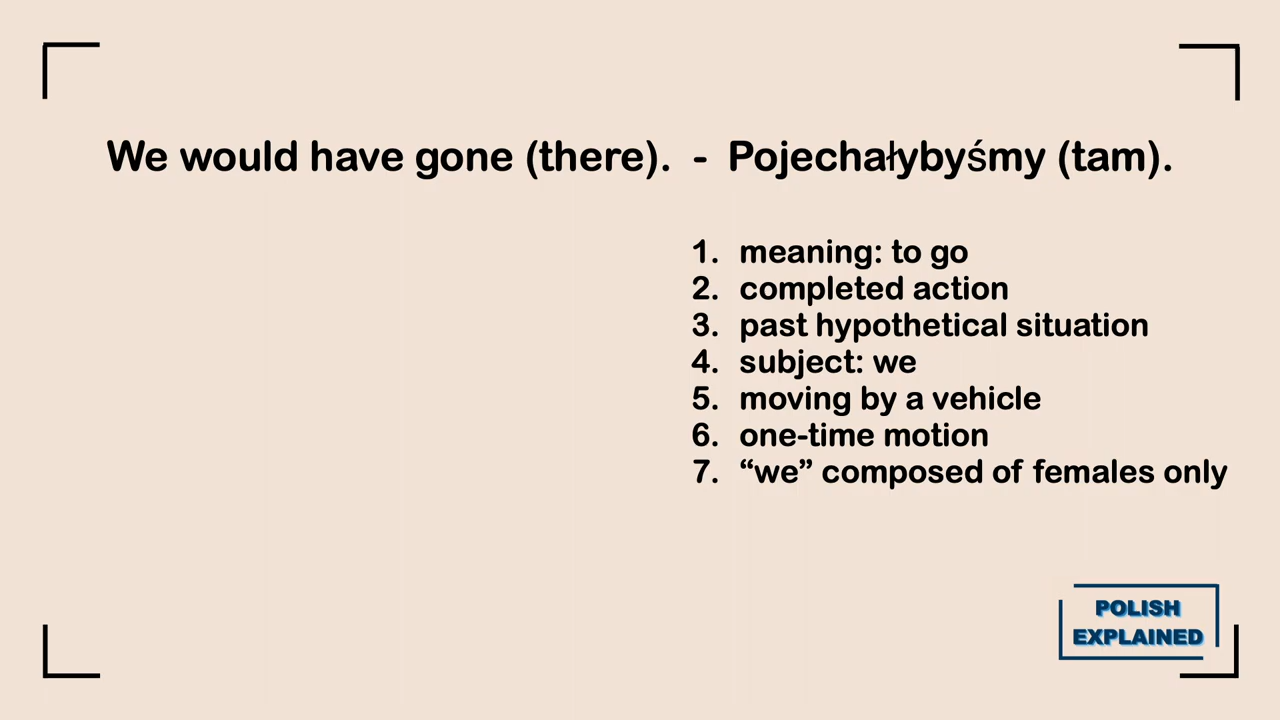 We would have gone (there). - Pojechałybyśmy (tam).
1. meaning: to go
2. completed action
3. past hypothetical situation
4. subject: we
5. moving by a vehicle
6. one-time motion
7. “we” composed of females only
POLISH
EXPLAINED